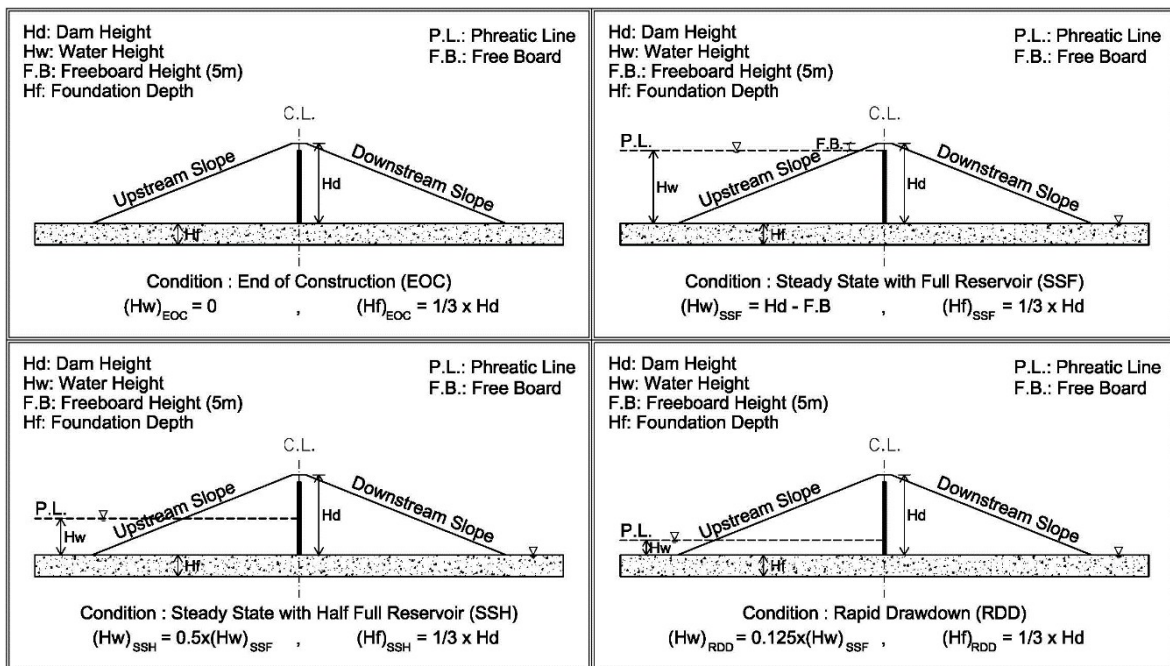 Hd: Dam Height
Hw: Water Height
F.B: Freeboard Height (5m)
Hf: Foundation Depth
P.L.: Phreatic Line
F.B.: Free Board
C.L.
Upstream Slope
Downstream Slope
Hd
Hf
Condition : End of Construction (EOC)
(Hw)EOC = 0 , (Hf)EOC = 1/3 x Hd
Hd: Dam Height
Hw: Water Height
F.B.: Freeboard Height (5m)
Hf: Foundation Depth
P.L.: Phreatic Line
F.B.: Free Board
C.L.
P.L.
F.B.
Upstream Slope
Downstream Slope
Hw
Hd
Hf
Condition : Steady State with Full Reservoir (SSF)
(Hw)SSF = Hd - F.B , (Hf)SSF = 1/3 x Hd
Hd: Dam Height
Hw: Water Height
F.B: Freeboard Height (5m)
Hf: Foundation Depth
P.L.: Phreatic Line
F.B.: Free Board
C.L.
Upstream Slope
Downstream Slope
P.L.
Hw
Hd
Hf
Condition : Steady State with Half Full Reservoir (SSH)
(Hw)SSH = 0.5x(Hw)SSF , (Hf)SSH = 1/3 x Hd
Hd: Dam Height
Hw: Water Height
F.B: Freeboard Height (5m)
Hf: Foundation Depth
P.L.: Phreatic Line
F.B.: Free Board
C.L.
Upstream Slope
Downstream Slope
P.L.
Hw
Hd
Hf
Condition : Rapid Drawdown (RDD)
(Hw)RDD = 0.125x(Hw)SSF , (Hf)RDD = 1/3 x Hd